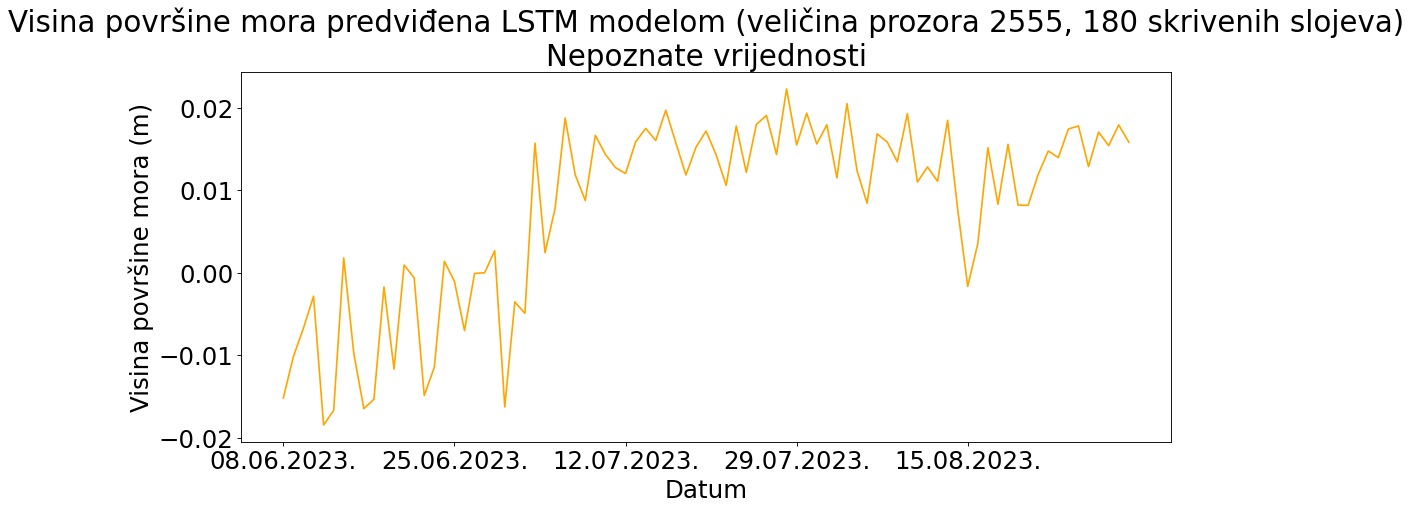 Visina površine mora predviđena LSTM modelom (veličina prozora 2555, 180 skrivenih slojeva)
Nepoznate vrijednosti
Visina površine mora (m)
0.02
0.01
0.00
−0.01
−0.02
08.06.2023. 25.06.2023. 12.07.2023. 29.07.2023. 15.08.2023.
Datum